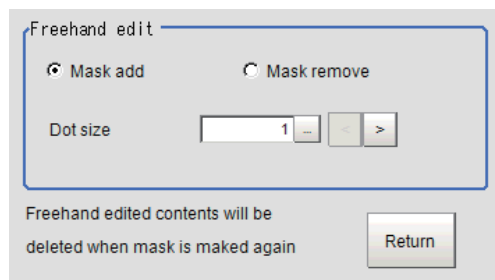 Freehand edit
Mask add
Mask remove
Dot size
1 ... < >
Freehand edited contents will be
deleted when mask is maked again
Return